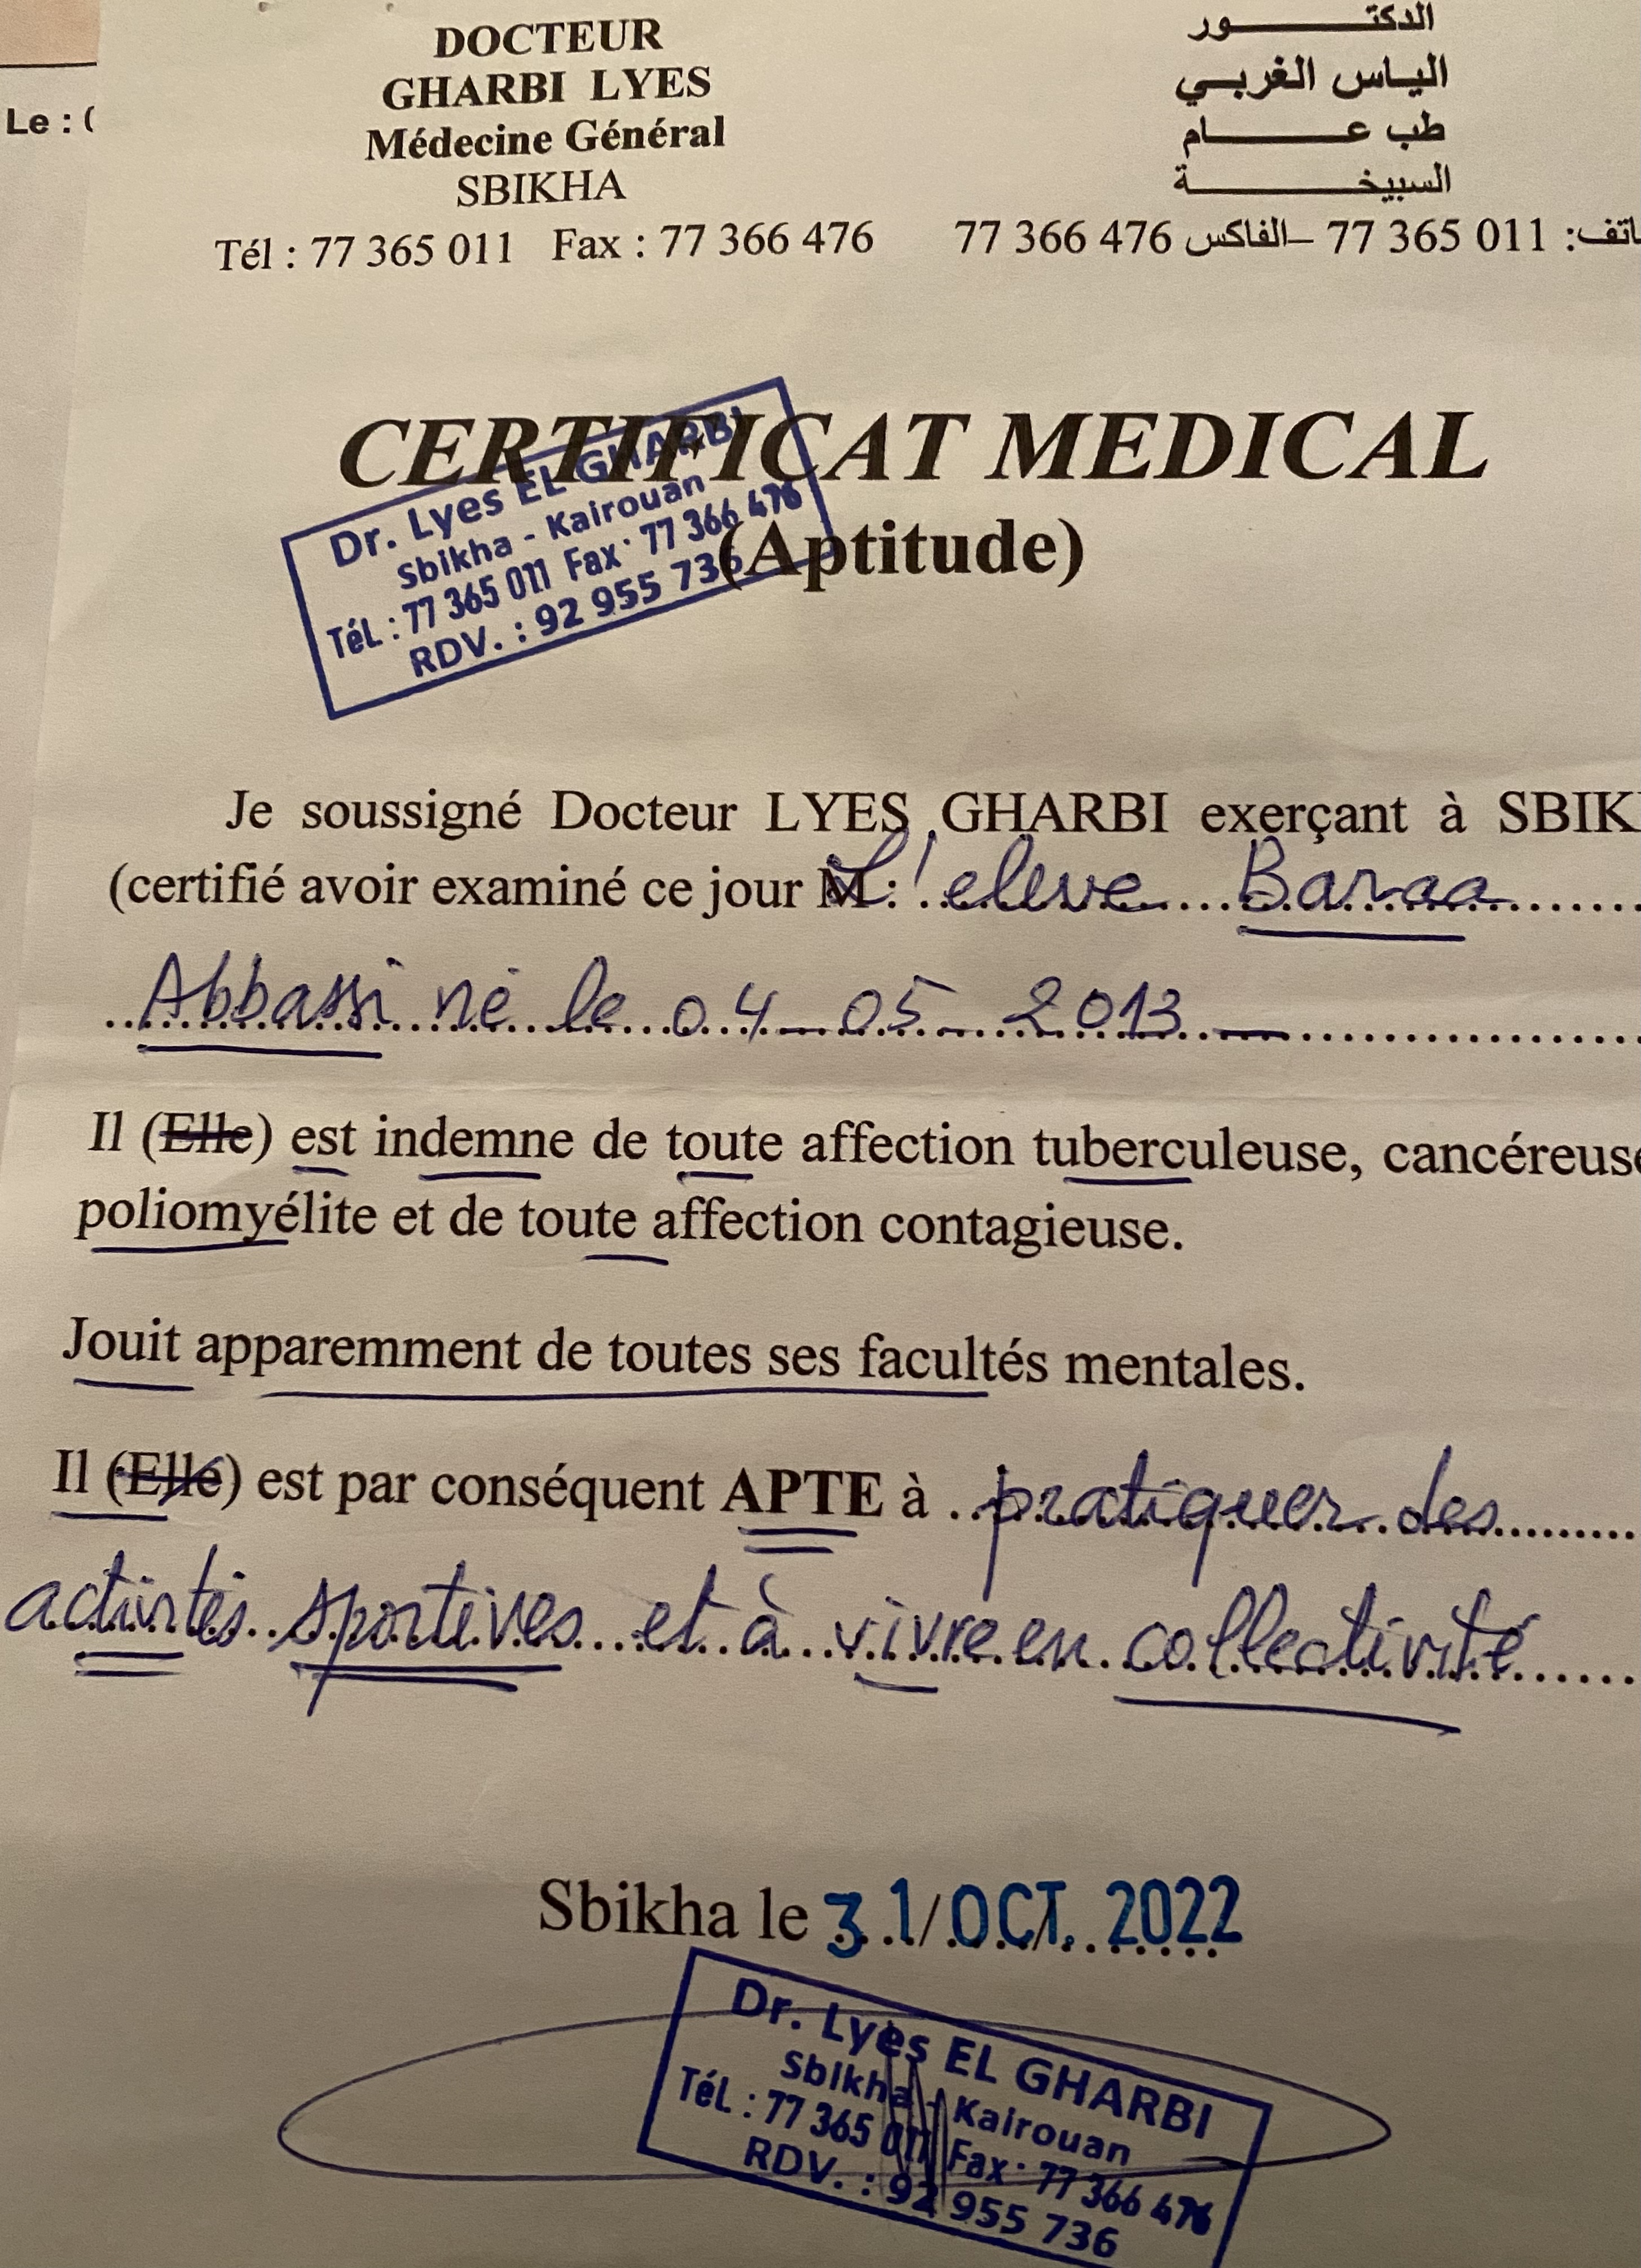 Le : (
DOCTEUR
GHARBI LYES
Médecine Général
SBIKHA
Tél : 77 365 011 Fax : 77 366 476
الدكتور
الياس الغربي
طب عام
السبيخة
اتف: 77 365 011 – الفاكس 77 366 476
CERTIFICAT MEDICAL
(Aptitude)
Dr. Lyes EL GHARBI
Sbikha - Kairouan
TéL : 77 365 011 Fax : 77 366 476
RDV. : 92 955 736
Je soussigné Docteur LYES GHARBI exerçant à SBIK
(certifié avoir examiné ce jour M : L'eleve Baraa
Abbassi né le 04_05_2013_
Il (Elle) est indemne de toute affection tuberculeuse, cancéreuse
poliomyélite et de toute affection contagieuse.
Jouit apparemment de toutes ses facultés mentales.
Il (Elle) est par conséquent APTE à pratiquer des
activités sportives et à vivre en collectivité
Sbikha le 31/OCT. 2022
Dr. Lyes EL GHARBI
Sbikha - Kairouan
TéL : 77 365 011 Fax : 77 366 476
RDV. : 92 955 736